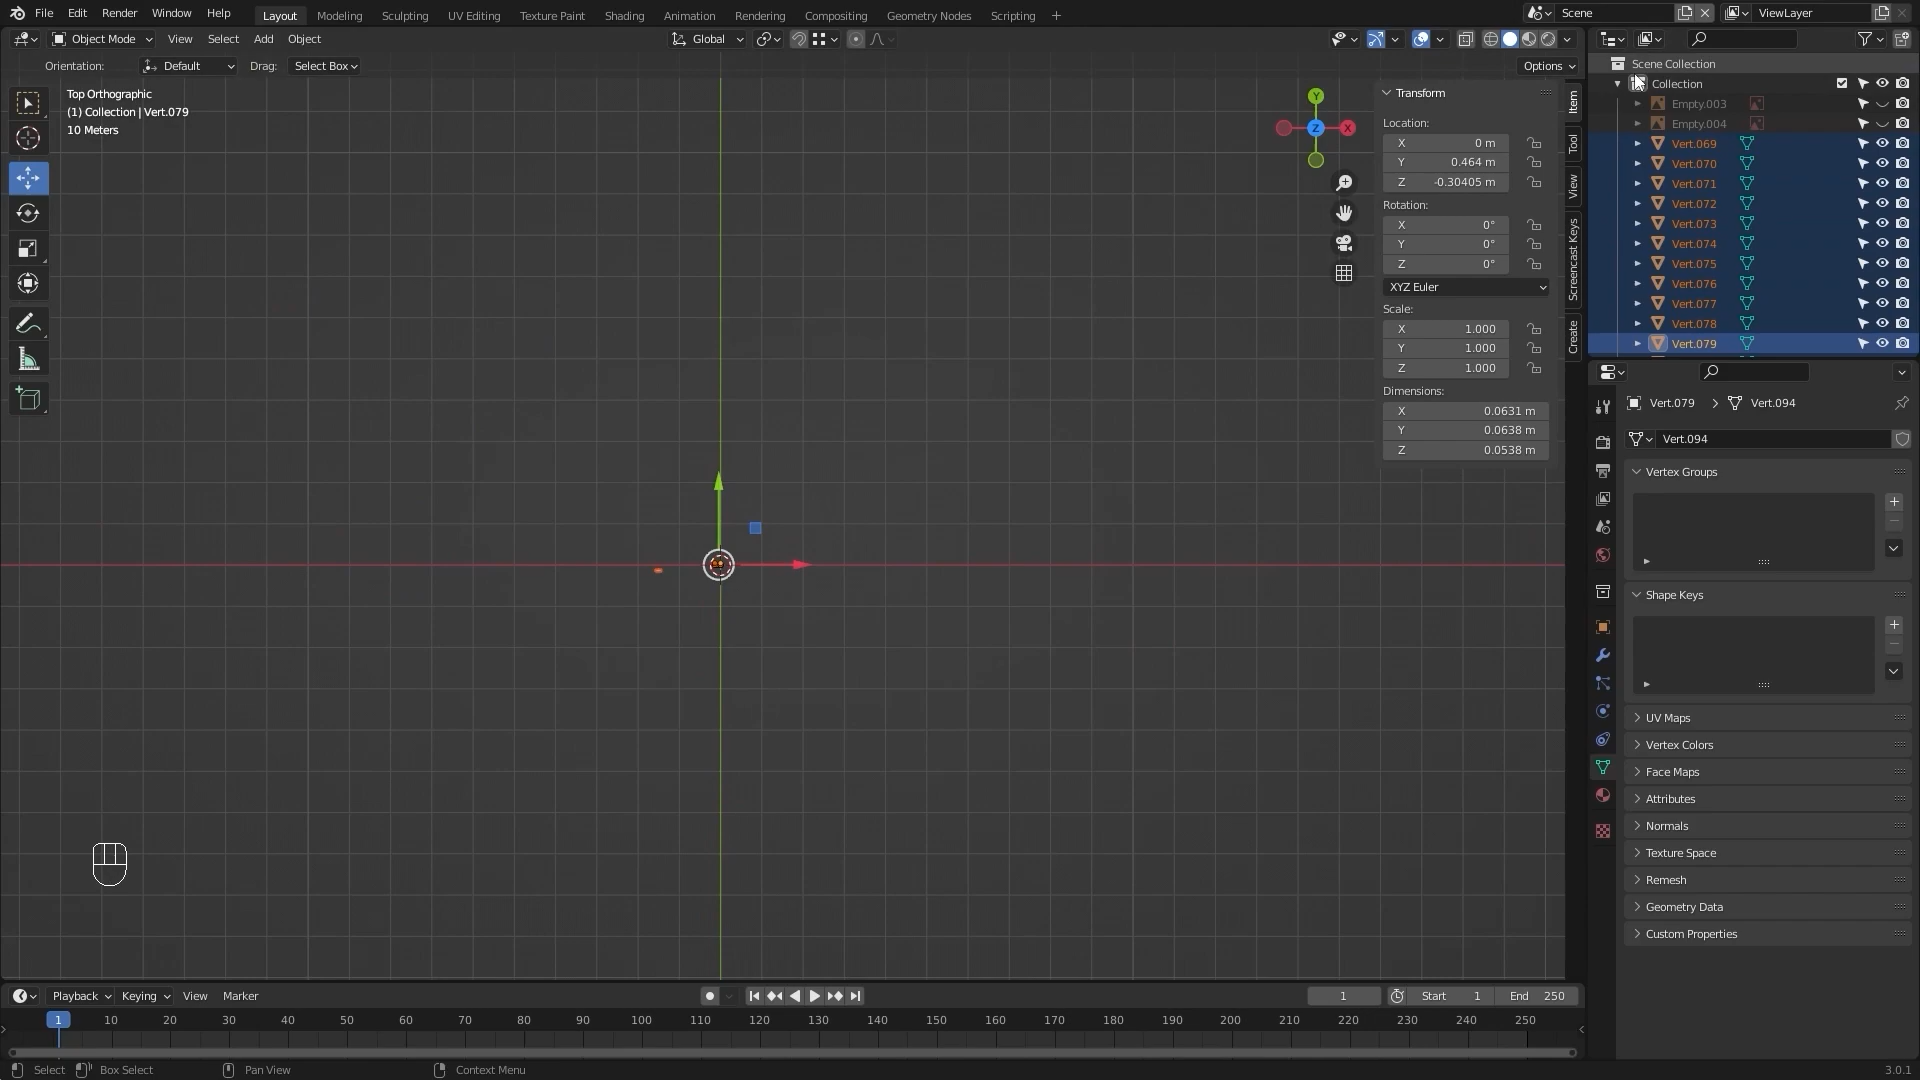 File Edit Render Window Help Layout Modeling Sculpting UV Editing Texture Paint Shading Animation Rendering Compositing Geometry Nodes Scripting + Scene ViewLayer
Object Mode View Select Add Object Global
Orientation: Default Drag: Select Box Options
Top Orthographic
(1) Collection | Vert.079
10 Meters
Y
Z
X
Transform
Location:
X 0 m
Y 0.464 m
Z -0.30405 m
Rotation:
X 0°
Y 0°
Z 0°
XYZ Euler
Scale:
X 1.000
Y 1.000
Z 1.000
Dimensions:
X 0.0631 m
Y 0.0638 m
Z 0.0538 m
Item
Tool
View
Screencast Keys
Create
Scene Collection
Collection
Empty.003
Empty.004
Vert.069
Vert.070
Vert.071
Vert.072
Vert.073
Vert.074
Vert.075
Vert.076
Vert.077
Vert.078
Vert.079
Vert.079 Vert.094
Vert.094
Vertex Groups
Shape Keys
UV Maps
Vertex Colors
Face Maps
Attributes
Normals
Texture Space
Remesh
Geometry Data
Custom Properties
Playback Keying View Marker 1 Start 1 End 250
1 10 20 30 40 50 60 70 80 90 100 110 120 130 140 150 160 170 180 190 200 210 220 230 240 250
Select Box Select Pan View Context Menu 3.0.1